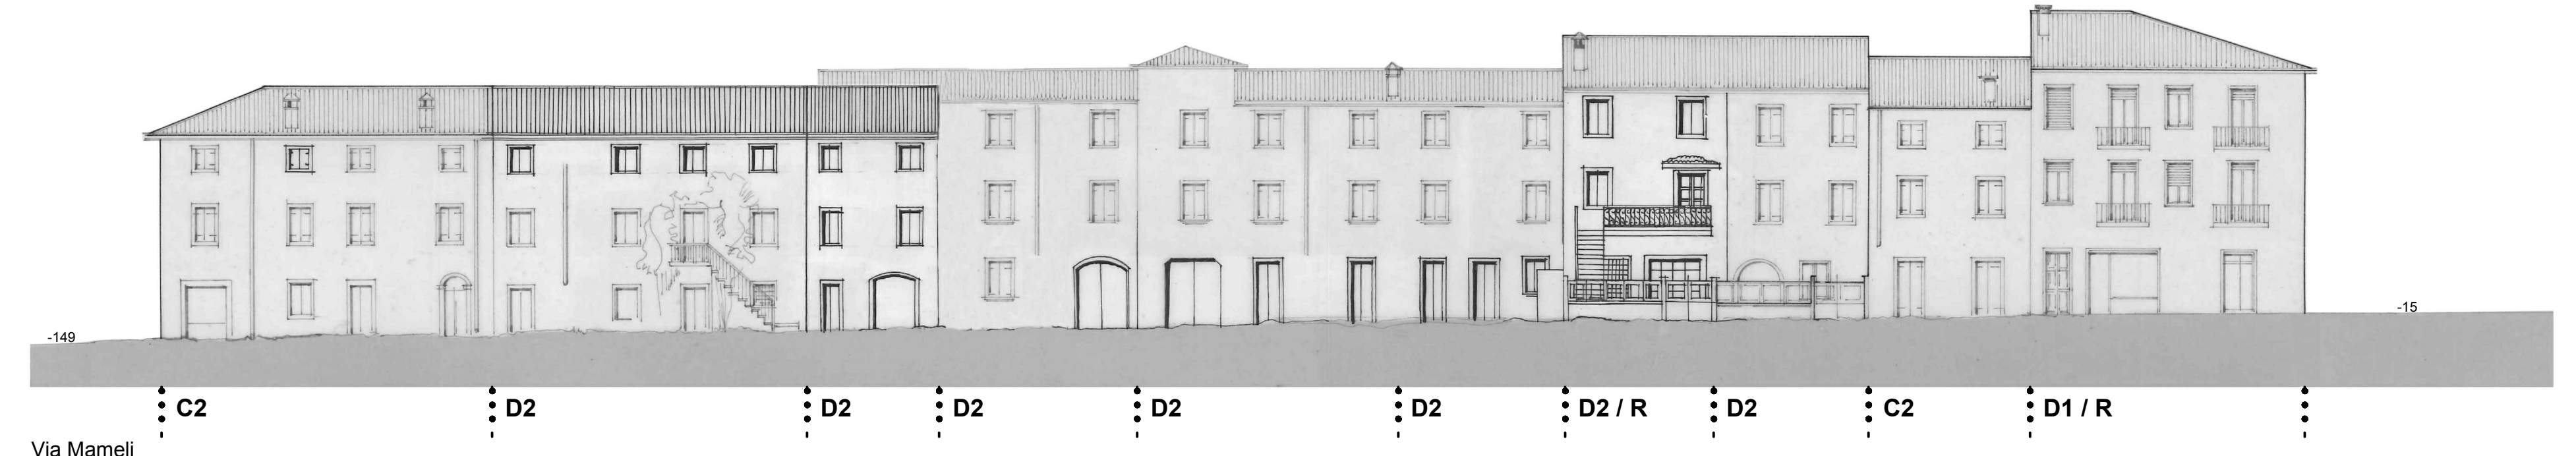 -149
-15
C2 D2 D2 D2 D2 D2 D2 / R D2 C2 D1 / R
Via Mameli